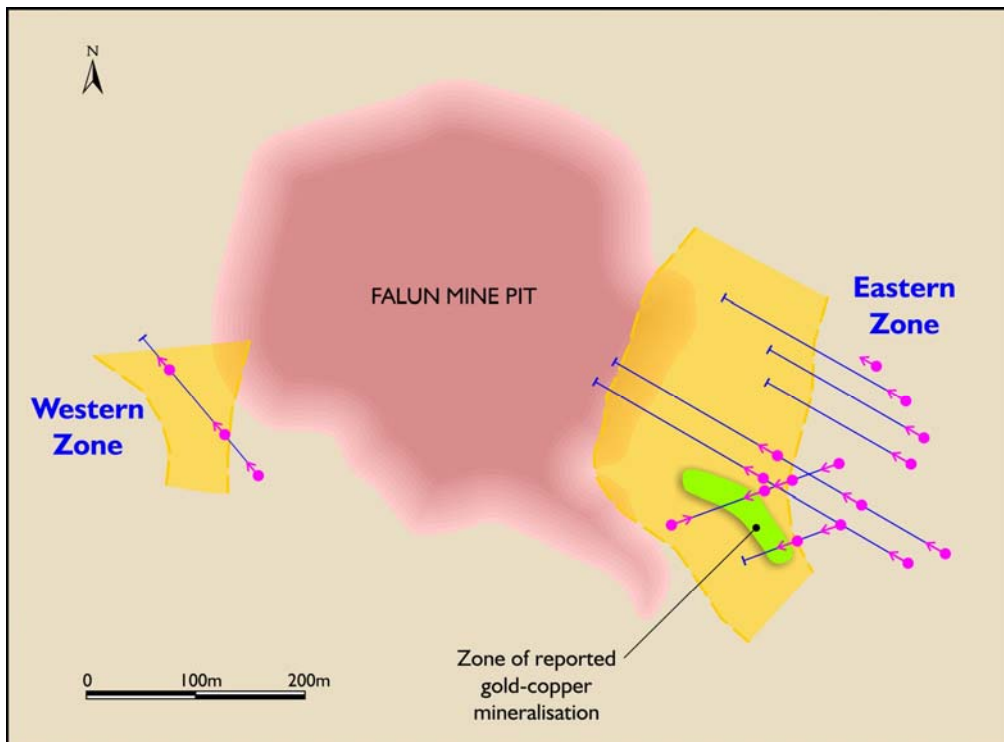 N
FALUN MINE PIT
Eastern
Zone
Western
Zone
Zone of reported
gold-copper
mineralisation
0 100m 200m